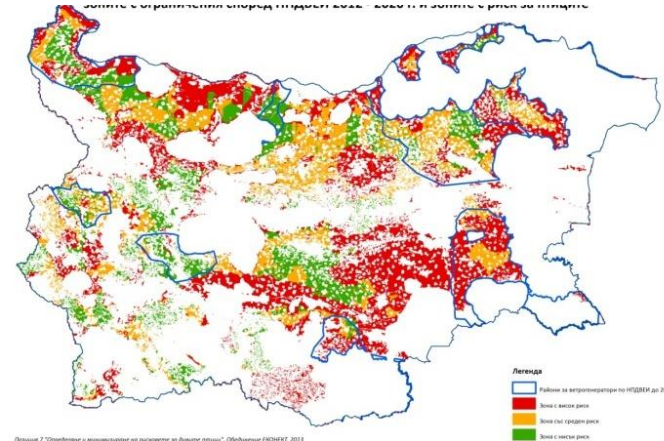 зоните с ограничения според НПДВЕИ 2012 - 2020 г. и зоните с риск за птиците
Легенда
Райони за ветрогенератори по НПДВЕИ до 2
Зона с висок риск
Зона със среден риск
Зона с нисък риск
Позиция 2 "Определяне и минимизиране на рисковете за дивите птици", Обединение ЕКОНЕКТ, 2013